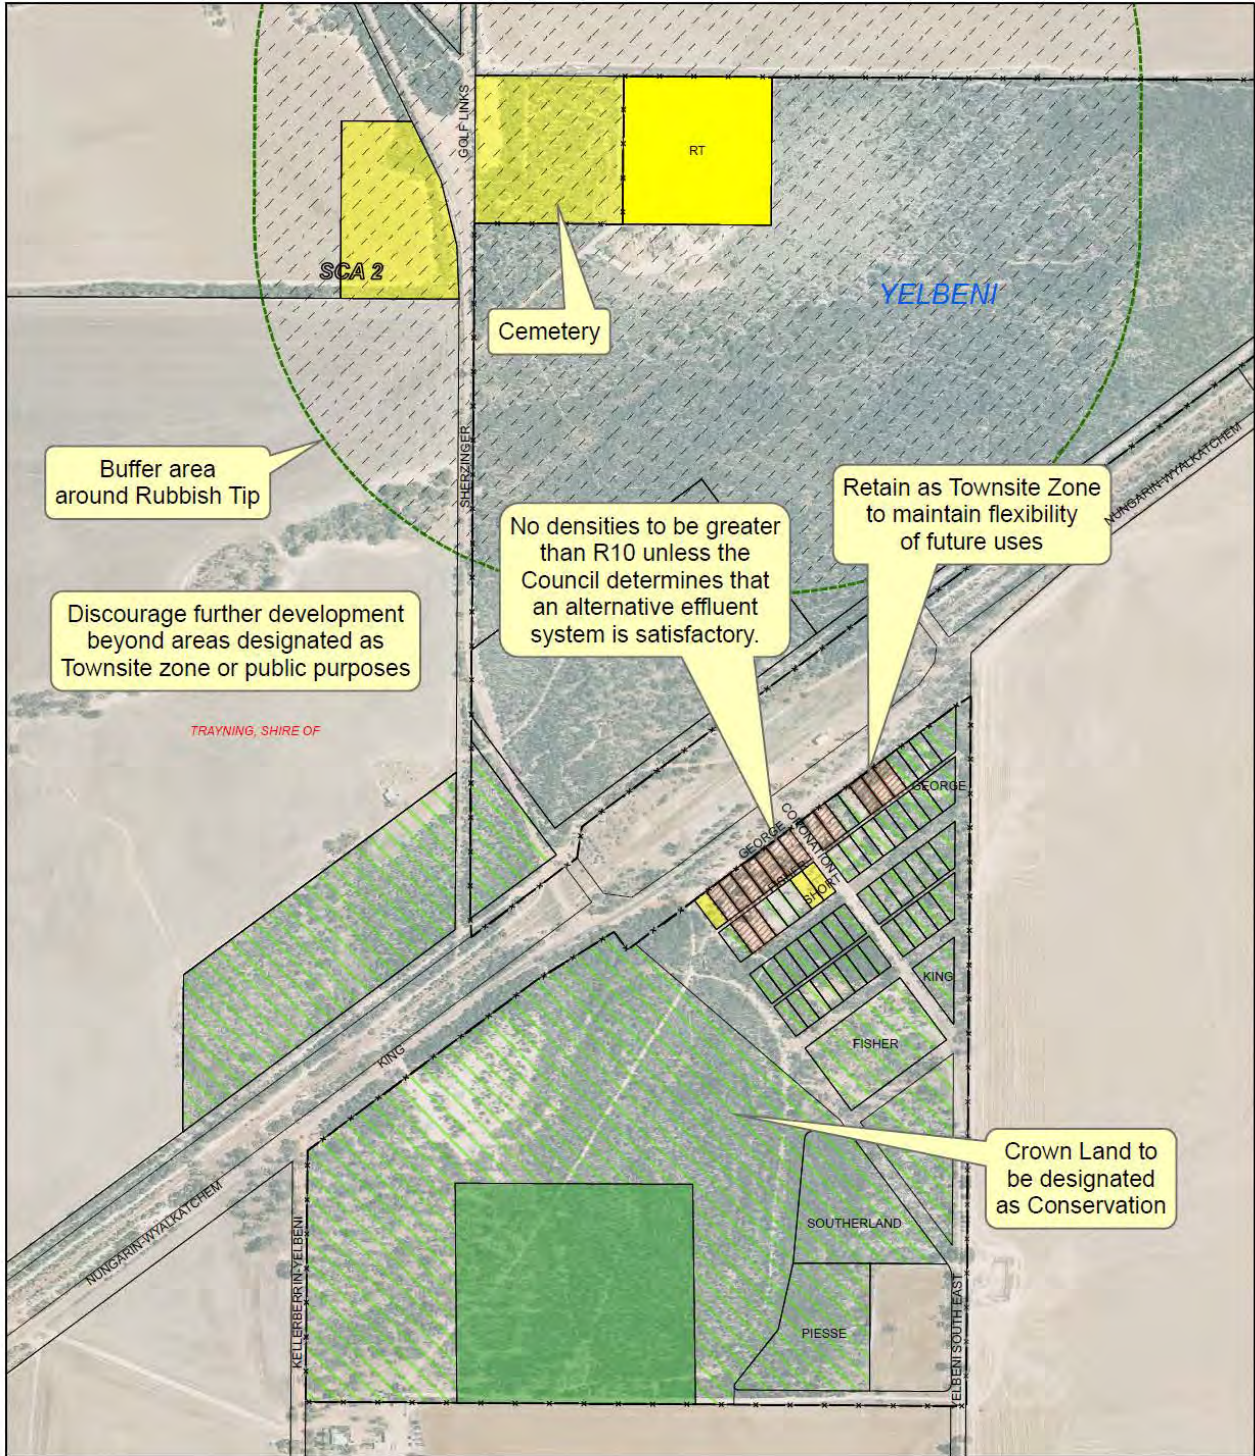 GOLF LINKS
RT
SCA 2
YELBENI
Cemetery
SHERZINGER
NUNGARIN-WYALKATCHEM
Buffer area
around Rubbish Tip
Retain as Townsite Zone
to maintain flexibility
of future uses
No densities to be greater
than R10 unless the
Council determines that
an alternative effluent
system is satisfactory.
Discourage further development
beyond areas designated as
Townsite zone or public purposes
TRAYNING, SHIRE OF
GEORGE
GEORGE
CORONATION
FISHER
SHORT
KING
FISHER
KING
Crown Land to
be designated
as Conservation
SOUTHERLAND
NUNGARIN-WYALKATCHEM
KELLERBERRIN-YELBENI
PIESSE
YELBENI SOUTH EAST